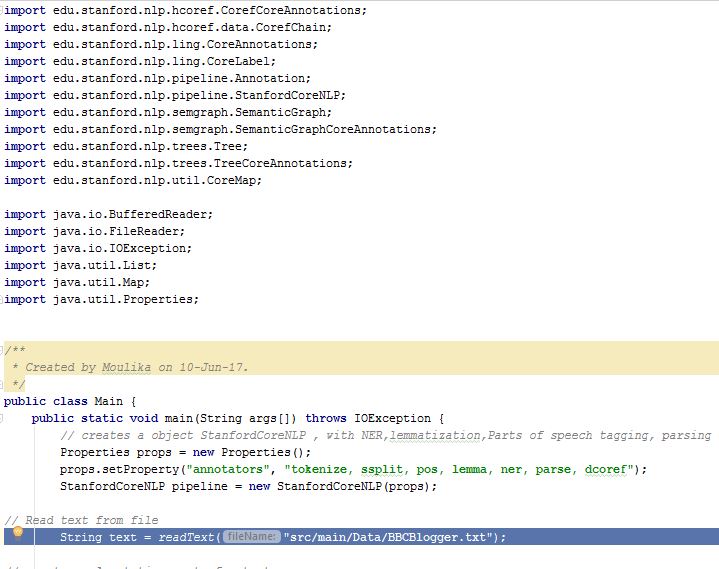 import edu.stanford.nlp.hcoref.CorefCoreAnnotations;
import edu.stanford.nlp.hcoref.data.CorefChain;
import edu.stanford.nlp.ling.CoreAnnotations;
import edu.stanford.nlp.ling.CoreLabel;
import edu.stanford.nlp.pipeline.Annotation;
import edu.stanford.nlp.pipeline.StanfordCoreNLP;
import edu.stanford.nlp.semgraph.SemanticGraph;
import edu.stanford.nlp.semgraph.SemanticGraphCoreAnnotations;
import edu.stanford.nlp.trees.Tree;
import edu.stanford.nlp.trees.TreeCoreAnnotations;
import edu.stanford.nlp.util.CoreMap;

import java.io.BufferedReader;
import java.io.FileReader;
import java.io.IOException;
import java.util.List;
import java.util.Map;
import java.util.Properties;

/**
 * Created by Moulika on 10-Jun-17.
 */
public class Main {
    public static void main(String args[]) throws IOException {
        // creates a object StanfordCoreNLP , with NER,lemmatization,Parts of speech tagging, parsing
        Properties props = new Properties();
        props.setProperty("annotators", "tokenize, ssplit, pos, lemma, ner, parse, dcoref");
        StanfordCoreNLP pipeline = new StanfordCoreNLP(props);

// Read text from file
        String text = readText( fileName: "src/main/Data/BBCBlogger.txt");